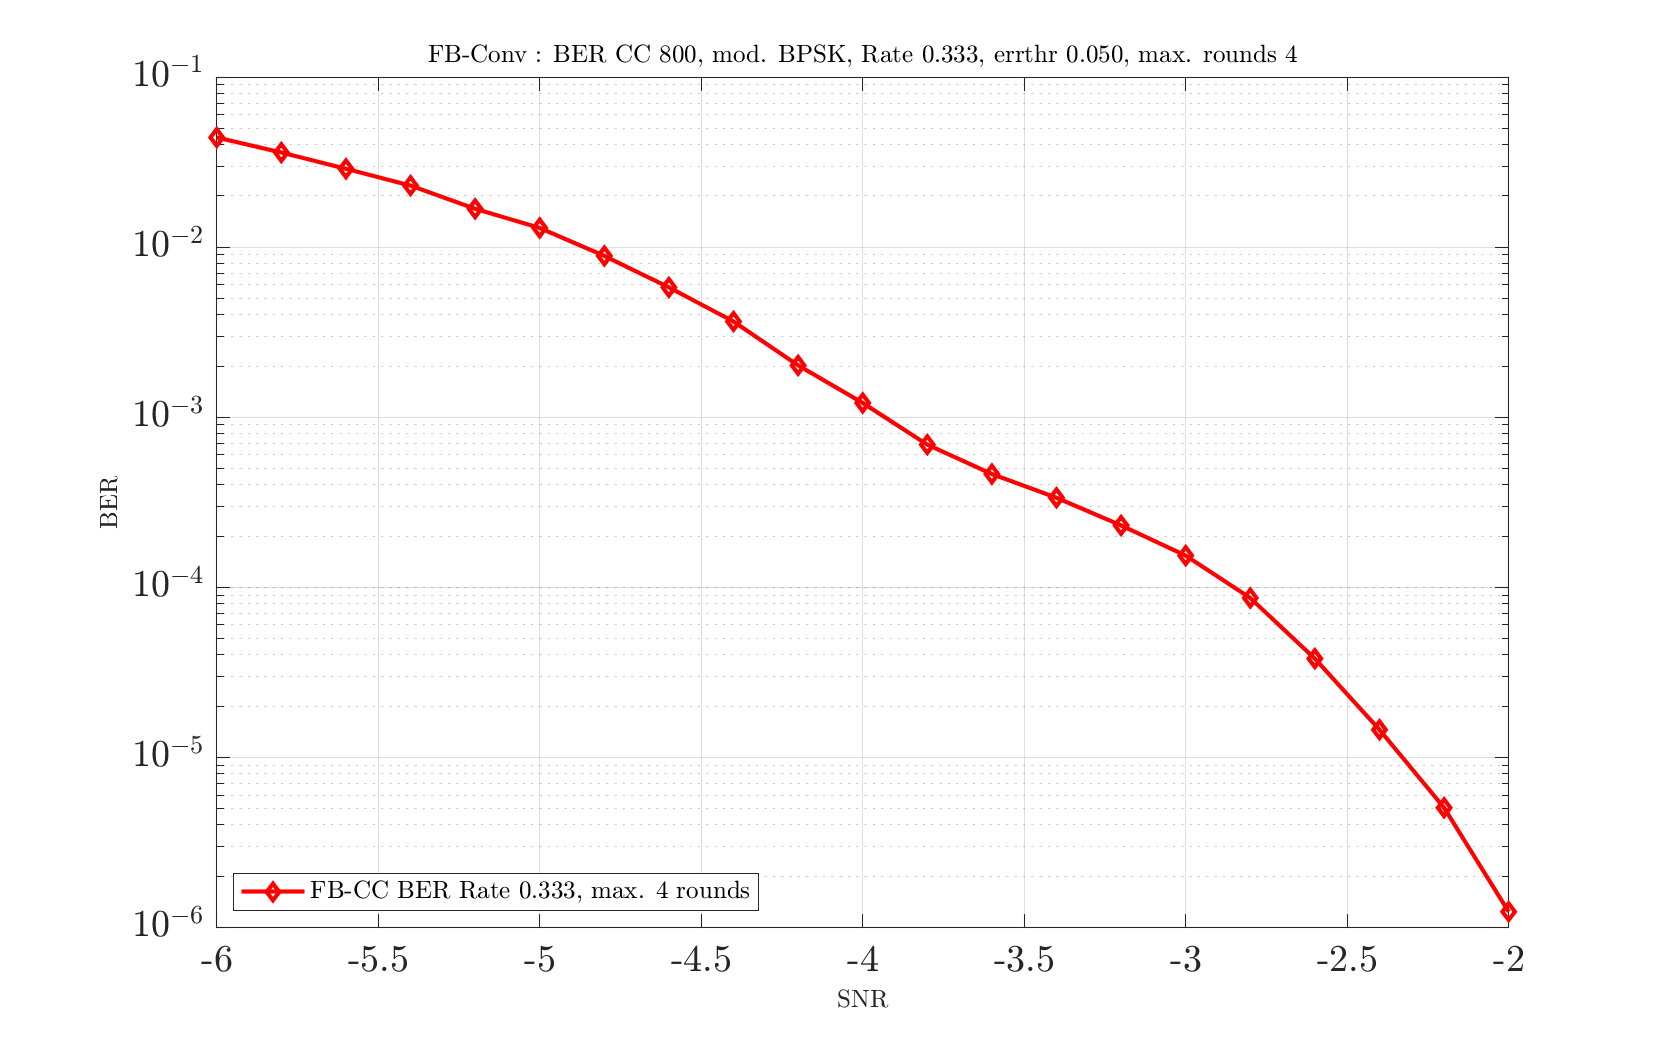 FB-Conv : BER CC 800, mod. BPSK, Rate 0.333, errthr 0.050, max. rounds 4
10^{-1}
10^{-2}
10^{-3}
10^{-4}
10^{-5}
10^{-6}
BER
FB-CC BER Rate 0.333, max. 4 rounds
-6 -5.5 -5 -4.5 -4 -3.5 -3 -2.5 -2
SNR